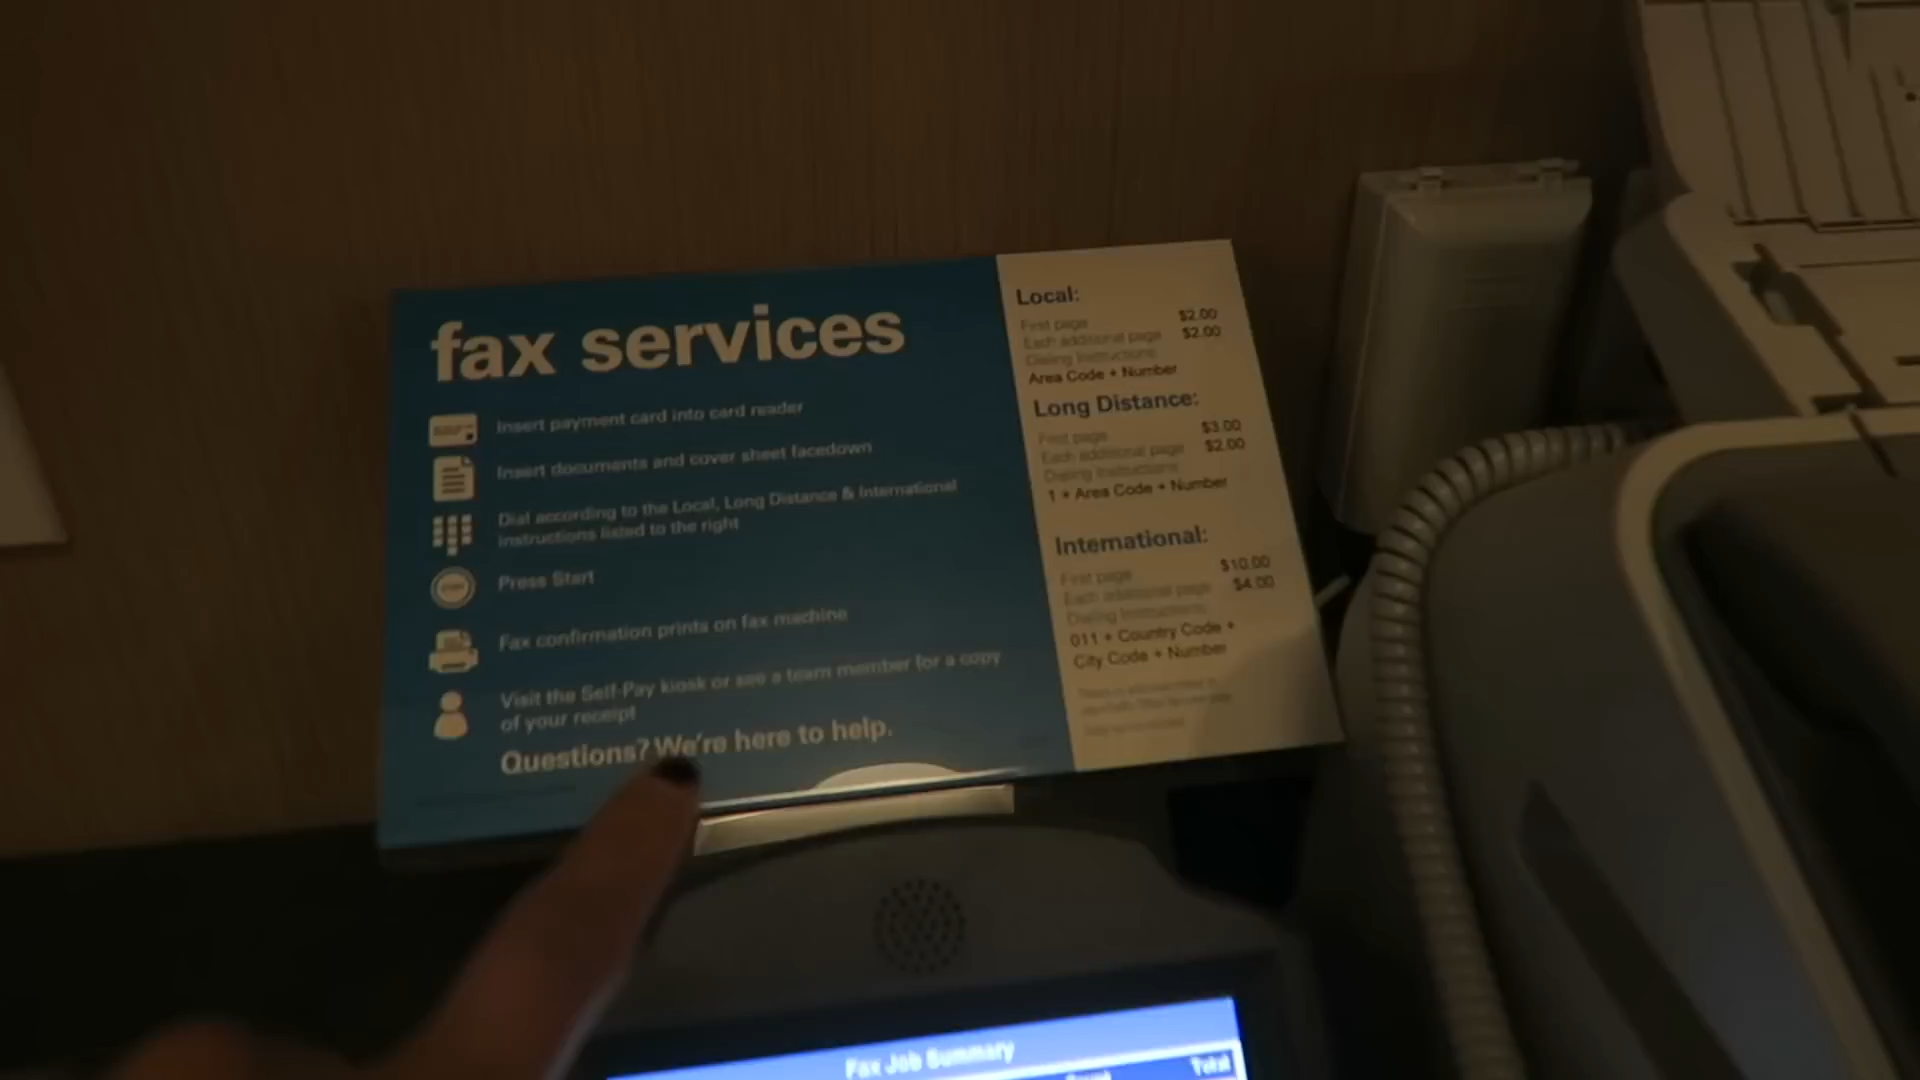 fax services
Insert payment card into card reader
Insert documents and cover sheet facedown
Dial according to the Local, Long Distance & International
instructions listed to the right
Press Start
Fax confirmation prints on fax machine
Visit the Self-Pay kiosk or see a team member for a copy
of your receipt
Questions? We're here to help.
Local:
First page $2.00
Each additional page $2.00
Dialing Instructions:
Area Code + Number
Long Distance:
First page $3.00
Each additional page $2.00
Dialing Instructions:
1 + Area Code + Number
International:
First page $10.00
Each additional page $4.00
Dialing Instructions:
011 + Country Code +
City Code + Number
Fax Job Summary
Total